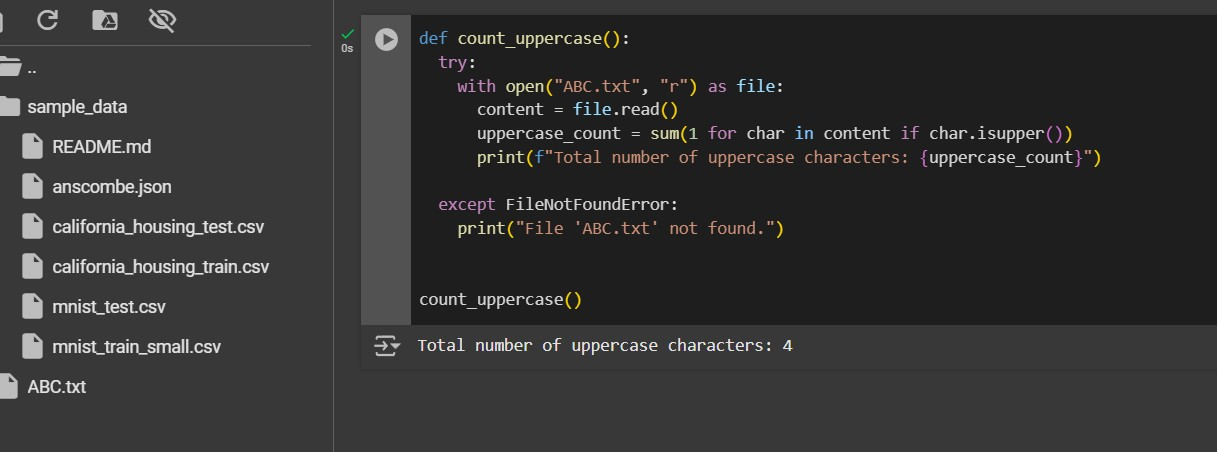 ..
sample_data
README.md
anscombe.json
california_housing_test.csv
california_housing_train.csv
mnist_test.csv
mnist_train_small.csv
ABC.txt
0s
def count_uppercase():
  try:
    with open("ABC.txt", "r") as file:
      content = file.read()
      uppercase_count = sum(1 for char in content if char.isupper())
      print(f"Total number of uppercase characters: {uppercase_count}")
  except FileNotFoundError:
    print("File 'ABC.txt' not found.")
count_uppercase()
Total number of uppercase characters: 4